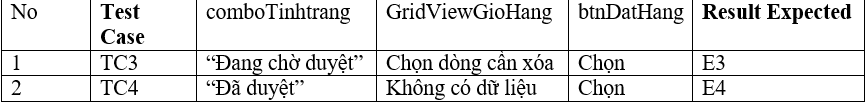 No Test Case comboTinhtrang GridViewGioHang btnDatHang Result Expected
1 TC3 “Đang chờ duyệt” Chọn dòng cần xóa Chọn E3
2 TC4 “Đã duyệt” Không có dữ liệu Chọn E4